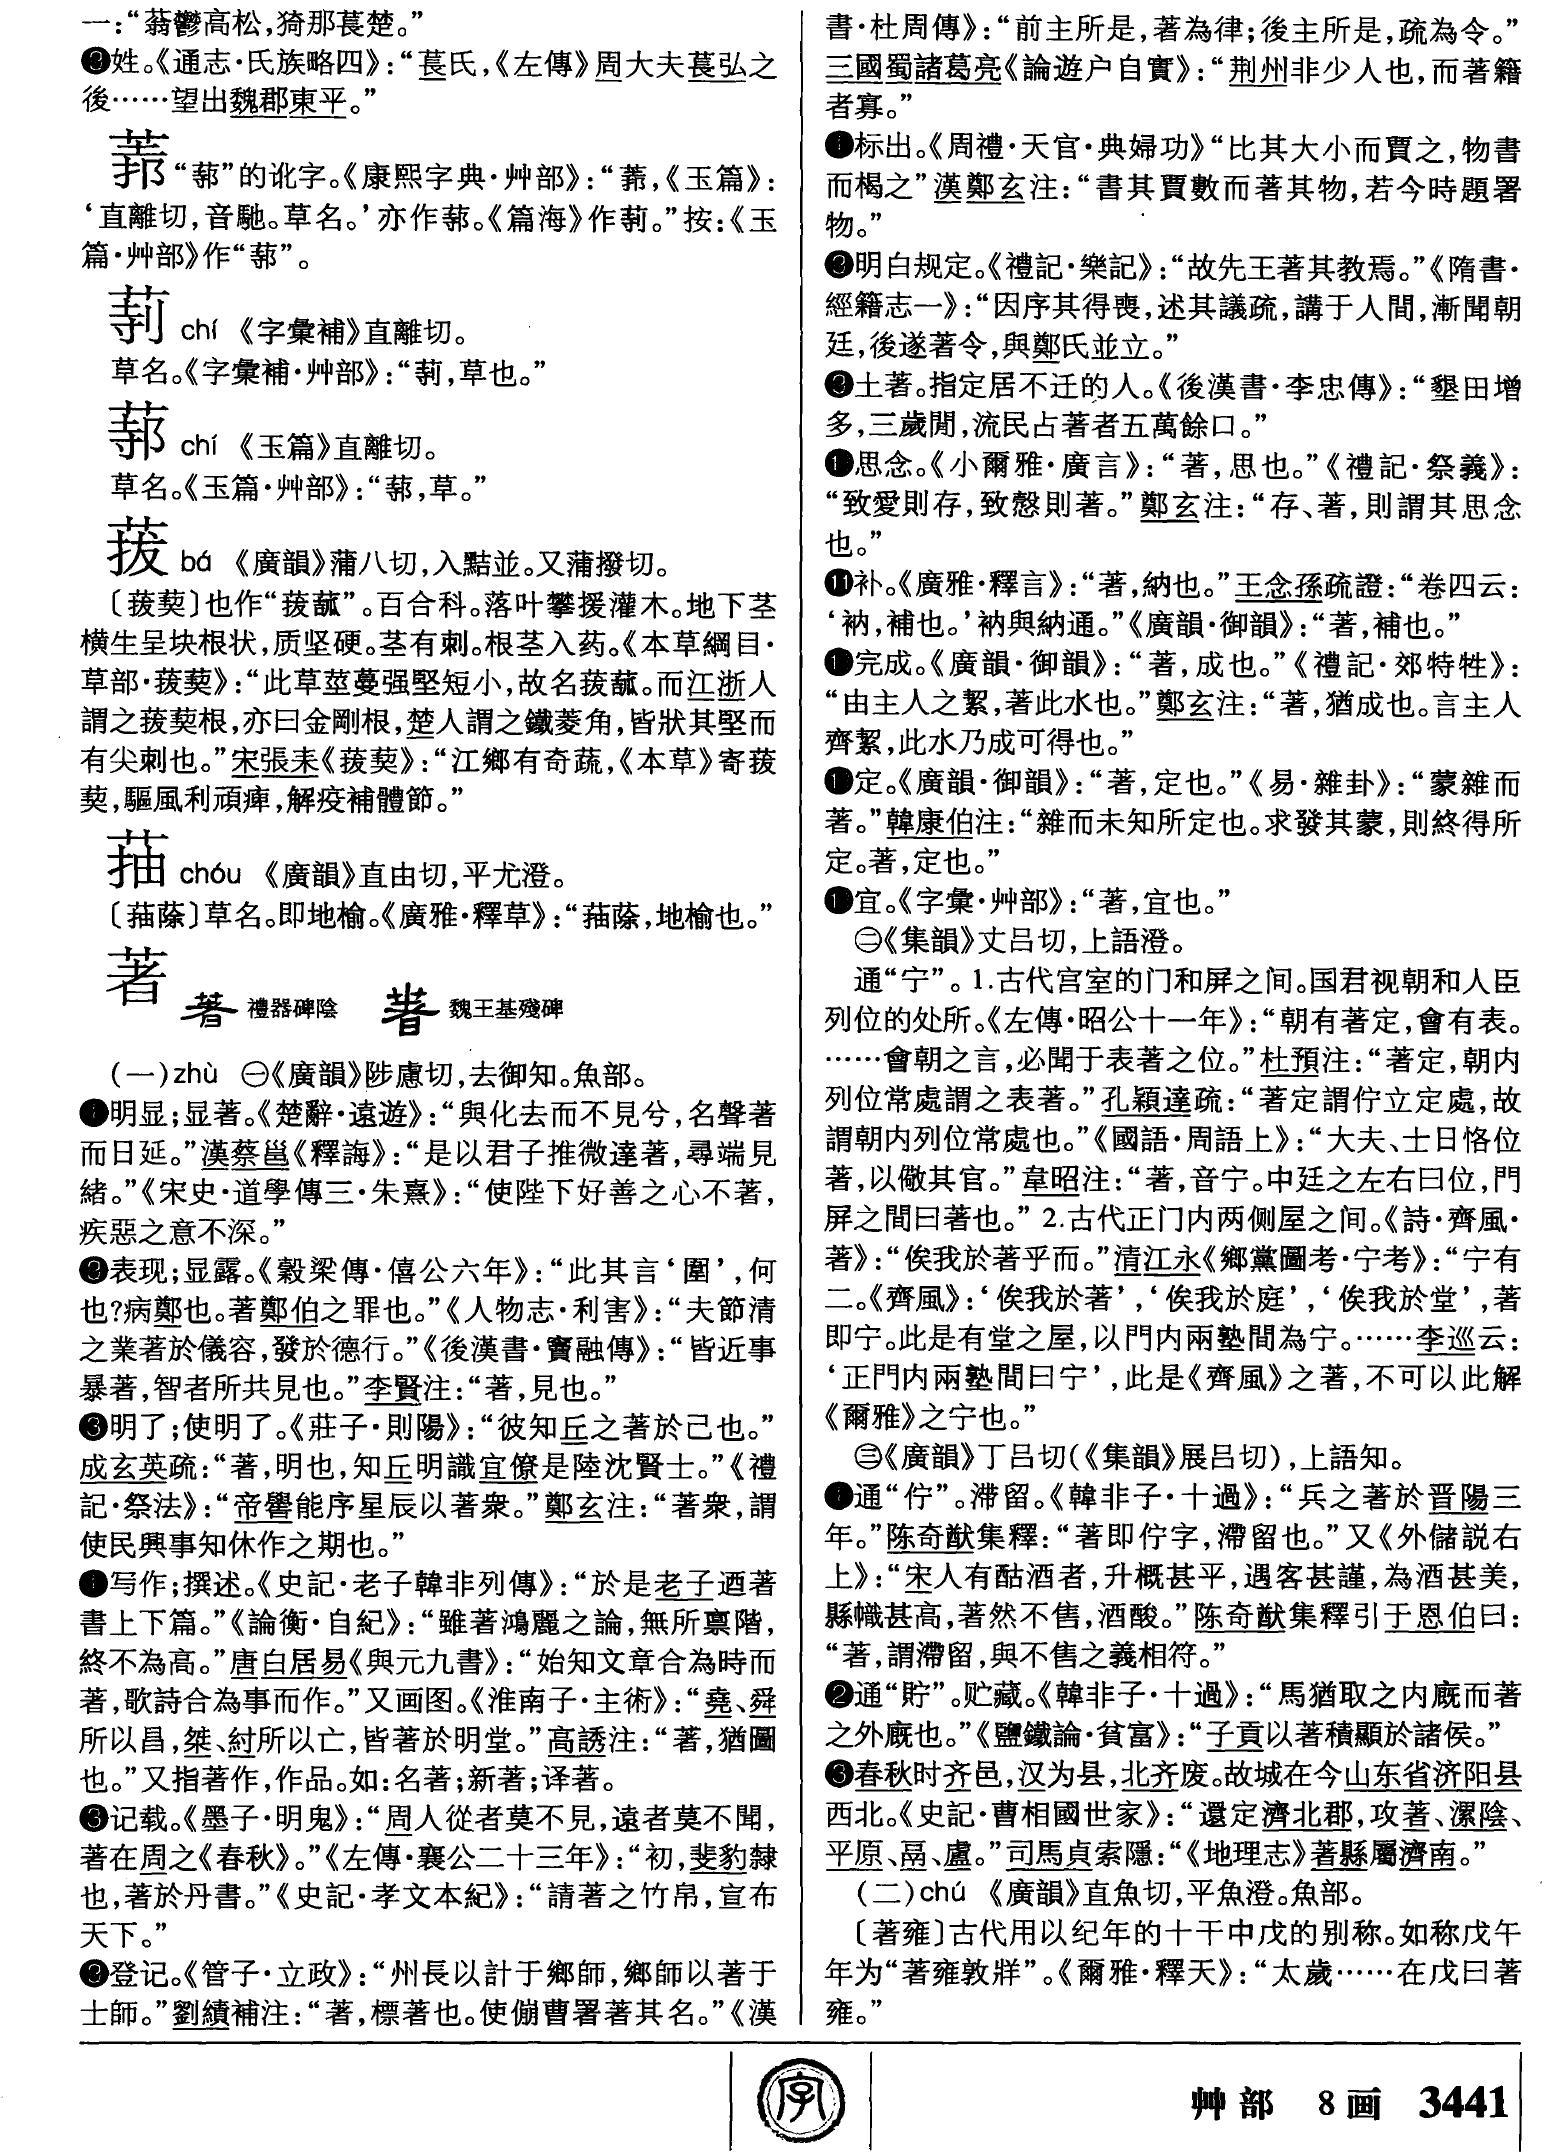 一：“蓊鬱高松，猗那萇楚。”
❸姓。《通志·氏族略四》：“萇氏，《左傳》周大夫萇弘之
後……望出魏郡東平。”
“䔟”的讹字。《康熙字典·艸部》：“，《玉篇》：
‘直離切，音馳。草名。’亦作。《篇海》作。”按：《玉
篇·艸部》作“”。
chí 《字彙補》直離切。
草名。《字彙補·艸部》：“，草也。”
chí 《玉篇》直離切。
草名。《玉篇·艸部》：“，草。”
菝 bá 《廣韻》蒲八切，入黠並。又蒲撥切。
〔菝葜〕也作“菝𦼫”。百合科。落叶攀援灌木。地下茎
横生呈块根状，质坚硬。茎有刺。根茎入药。《本草綱目·
草部·菝葜》：“此草莖蔓强堅短小，故名菝𦼫。而江浙人
謂之菝葜根，亦曰金剛根，楚人謂之鐵菱角，皆狀其堅而
有尖刺也。”宋張耒《菝葜》：“江鄉有奇蔬，《本草》寄菝
葜，驅風利頑痺，解疫補體節。”
菗 chóu 《廣韻》直由切，平尤澄。
〔菗蒢〕草名。即地榆。《廣雅·釋草》：“菗蒢，地榆也。”
著 著禮器碑陰 著魏王基殘碑
（一）zhù ㊀《廣韻》陟慮切，去御知。魚部。
❶明显；显著。《楚辭·遠遊》：“與化去而不見兮，名聲著
而日延。”漢蔡邕《釋誨》：“是以君子推微達著，尋端見
緒。”《宋史·道學傳三·朱熹》：“使陛下好善之心不著，
疾惡之意不深。”
❷表现；显露。《穀梁傳·僖公六年》：“此其言‘圍’，何
也?病鄭也。著鄭伯之罪也。”《人物志·利害》：“夫節清
之業著於儀容，發於德行。”《後漢書·竇融傳》：“皆近事
暴著，智者所共見也。”李賢注：“著，見也。”
❸明了；使明了。《莊子·則陽》：“彼知丘之著於己也。”
成玄英疏：“著，明也，知丘明識宜僚是陸沈賢士。”《禮
記·祭法》：“帝嚳能序星辰以著衆。”鄭玄注：“著衆，謂
使民興事知休作之期也。”
❹写作；撰述。《史記·老子韓非列傳》：“於是老子迺著
書上下篇。”《論衡·自紀》：“雖著鴻麗之論，無所禀階，
終不為高。”唐白居易《與元九書》：“始知文章合為時而
著，歌詩合為事而作。”又画图。《淮南子·主術》：“堯、舜
所以昌，桀、紂所以亡，皆著於明堂。”高誘注：“著，猶圖
也。”又指著作，作品。如：名著；新著；译著。
❺记载。《墨子·明鬼》：“周人從者莫不見，遠者莫不聞，
著在周之《春秋》。”《左傳·襄公二十三年》：“初，斐豹隸
也，著於丹書。”《史記·孝文本紀》：“請著之竹帛，宣布
天下。”
❻登记。《管子·立政》：“州長以計于鄉師，鄉師以著于
士師。”劉績補注：“著，標著也。使倗曹署著其名。”《漢
書·杜周傳》：“前主所是，著為律；後主所是，疏為令。”
三國蜀諸葛亮《論遊户自實》：“荆州非少人也，而著籍
者寡。”
❼标出。《周禮·天官·典婦功》“比其大小而賈之，物書
而楬之”漢鄭玄注：“書其賈數而著其物，若今時題署
物。”
❽明白规定。《禮記·樂記》：“故先王著其教焉。”《隋書·
經籍志一》：“因序其得喪，述其議疏，講于人間，漸聞朝
廷，後遂著令，與鄭氏並立。”
❾土著。指定居不迁的人。《後漢書·李忠傳》：“墾田增
多，三歲閒，流民占著者五萬餘口。”
❿思念。《小爾雅·廣言》：“著，思也。”《禮記·祭義》：
“致愛則存，致慤則著。”鄭玄注：“存、著，則謂其思念
也。”
⓫补。《廣雅·釋言》：“著，納也。”王念孫疏證：“卷四云：
‘衲，補也。’衲與納通。”《廣韻·御韻》：“著，補也。”
⓬完成。《廣韻·御韻》：“著，成也。”《禮記·郊特牲》：
“由主人之絜，著此水也。”鄭玄注：“著，猶成也。言主人
齊絜，此水乃成可得也。”
⓭定。《廣韻·御韻》：“著，定也。”《易·雜卦》：“蒙雜而
著。”韓康伯注：“雜而未知所定也。求發其蒙，則終得所
定。著，定也。”
⓮宜。《字彙·艸部》：“著，宜也。”
㊁《集韻》丈吕切，上語澄。
通“宁”。1.古代宫室的门和屏之间。国君视朝和人臣
列位的处所。《左傳·昭公十一年》：“朝有著定，會有表。
……會朝之言，必聞于表著之位。”杜預注：“著定，朝内
列位常處謂之表著。”孔穎達疏：“著定謂佇立定處，故
謂朝内列位常處也。”《國語·周語上》：“大夫、士日恪位
著，以儆其官。”韋昭注：“著，音宁。中廷之左右曰位，門
屏之間曰著也。”2.古代正门内两侧屋之间。《詩·齊風·
著》：“俟我於著乎而。”清江永《鄉黨圖考·宁考》：“宁有
二。《齊風》：‘俟我於著’，‘俟我於庭’，‘俟我於堂’，著
即宁。此是有堂之屋，以門内兩塾間為宁。……李巡云：
‘正門内兩塾間曰宁’，此是《齊風》之著，不可以此解
《爾雅》之宁也。”
㊂《廣韻》丁吕切（《集韻》展吕切），上語知。
❶通“佇”。滞留。《韓非子·十過》：“兵之著於晋陽三
年。”陈奇猷集釋：“著即佇字，滯留也。”又《外儲説右
上》：“宋人有酤酒者，升概甚平，遇客甚謹，為酒甚美，
縣幟甚高，著然不售，酒酸。”陈奇猷集釋引于恩伯曰：
“著，謂滯留，與不售之義相符。”
❷通“貯”。贮藏。《韓非子·十過》：“馬猶取之内廐而著
之外廐也。”《鹽鐵論·貧富》：“子貢以著積顯於諸侯。”
❸春秋时齐邑，汉为县，北齐废。故城在今山东省济阳县
西北。《史記·曹相國世家》：“還定濟北郡，攻著、漯陰、
平原、鬲、盧。”司馬貞索隱：“《地理志》著縣屬濟南。”
（二）chú 《廣韻》直魚切，平魚澄。魚部。
〔著雍〕古代用以纪年的十干中戊的别称。如称戊午
年为“著雍敦牂”。《爾雅·釋天》：“太歲……在戊曰著
雍。”
字
艸部 8画 3441